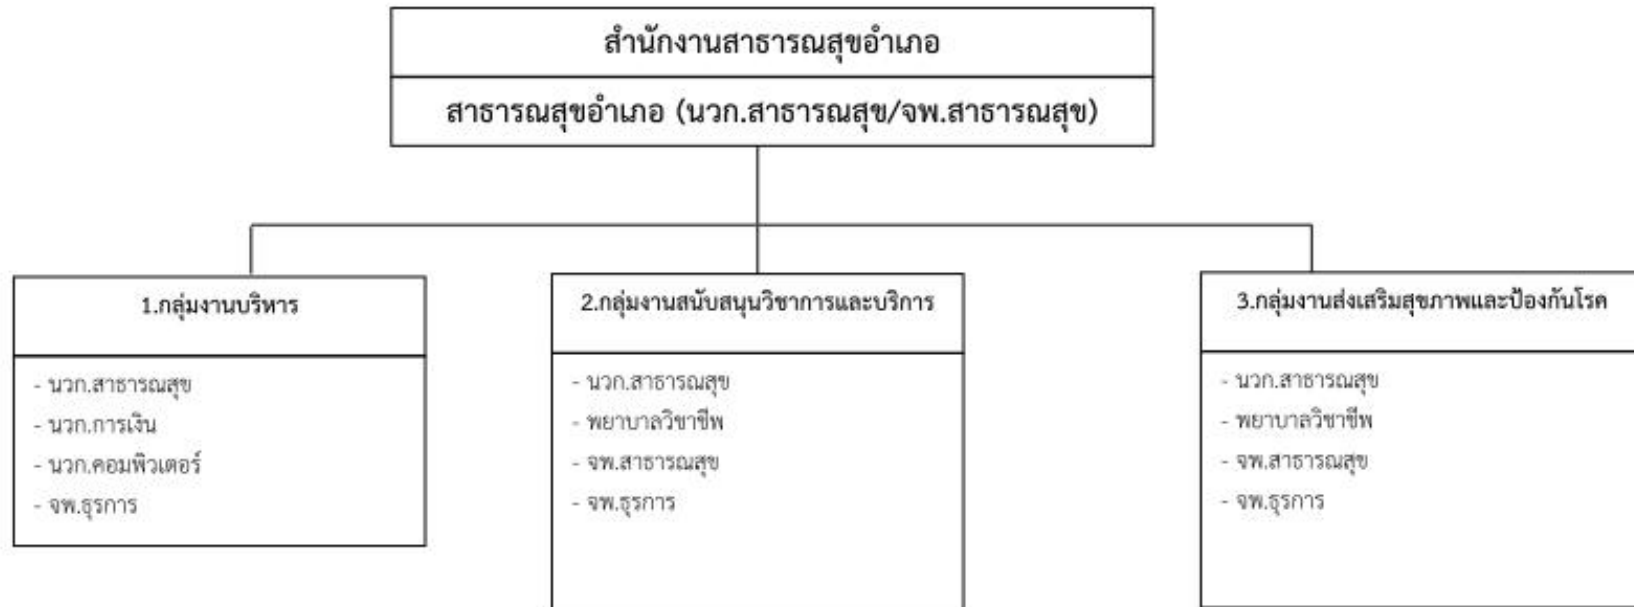 สำนักงานสาธารณสุขอำเภอ
สาธารณสุขอำเภอ (นวก.สาธารณสุข/จพ.สาธารณสุข)
1.กลุ่มงานบริหาร
- นวก.สาธารณสุข
- นวก.การเงิน
- นวก.คอมพิวเตอร์
- จพ.ธุรการ
2.กลุ่มงานสนับสนุนวิชาการและบริการ
- นวก.สาธารณสุข
- พยาบาลวิชาชีพ
- จพ.สาธารณสุข
- จพ.ธุรการ
3.กลุ่มงานส่งเสริมสุขภาพและป้องกันโรค
- นวก.สาธารณสุข
- พยาบาลวิชาชีพ
- จพ.สาธารณสุข
- จพ.ธุรการ